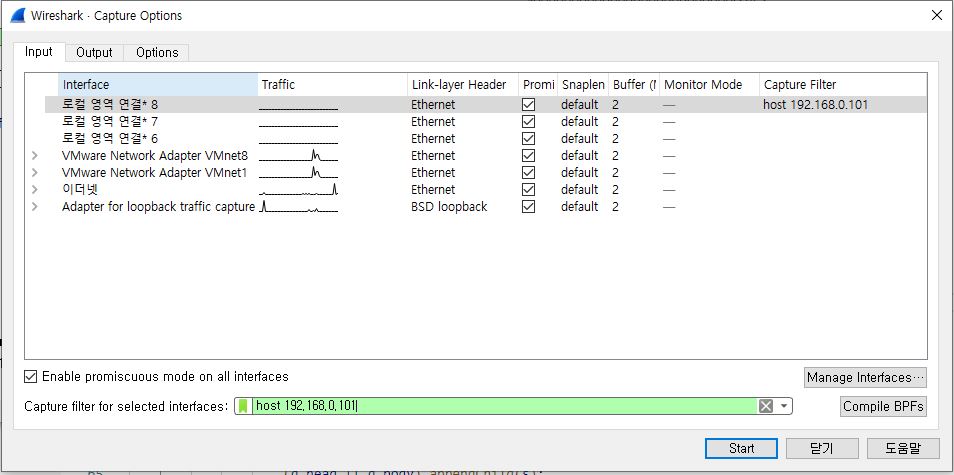 Wireshark · Capture Options
Input Output Options
Interface Traffic Link-layer Header Promi Snaplen Buffer (M Monitor Mode Capture Filter
로컬 영역 연결* 8 Ethernet default 2 — host 192.168.0.101
로컬 영역 연결* 7 Ethernet default 2 —
로컬 영역 연결* 6 Ethernet default 2 —
VMware Network Adapter VMnet8 Ethernet default 2 —
VMware Network Adapter VMnet1 Ethernet default 2 —
이더넷 Ethernet default 2 —
Adapter for loopback traffic capture BSD loopback default 2 —
Enable promiscuous mode on all interfaces Manage Interfaces…
Capture filter for selected interfaces: host 192.168.0.101 Compile BPFs
Start 닫기 도움말